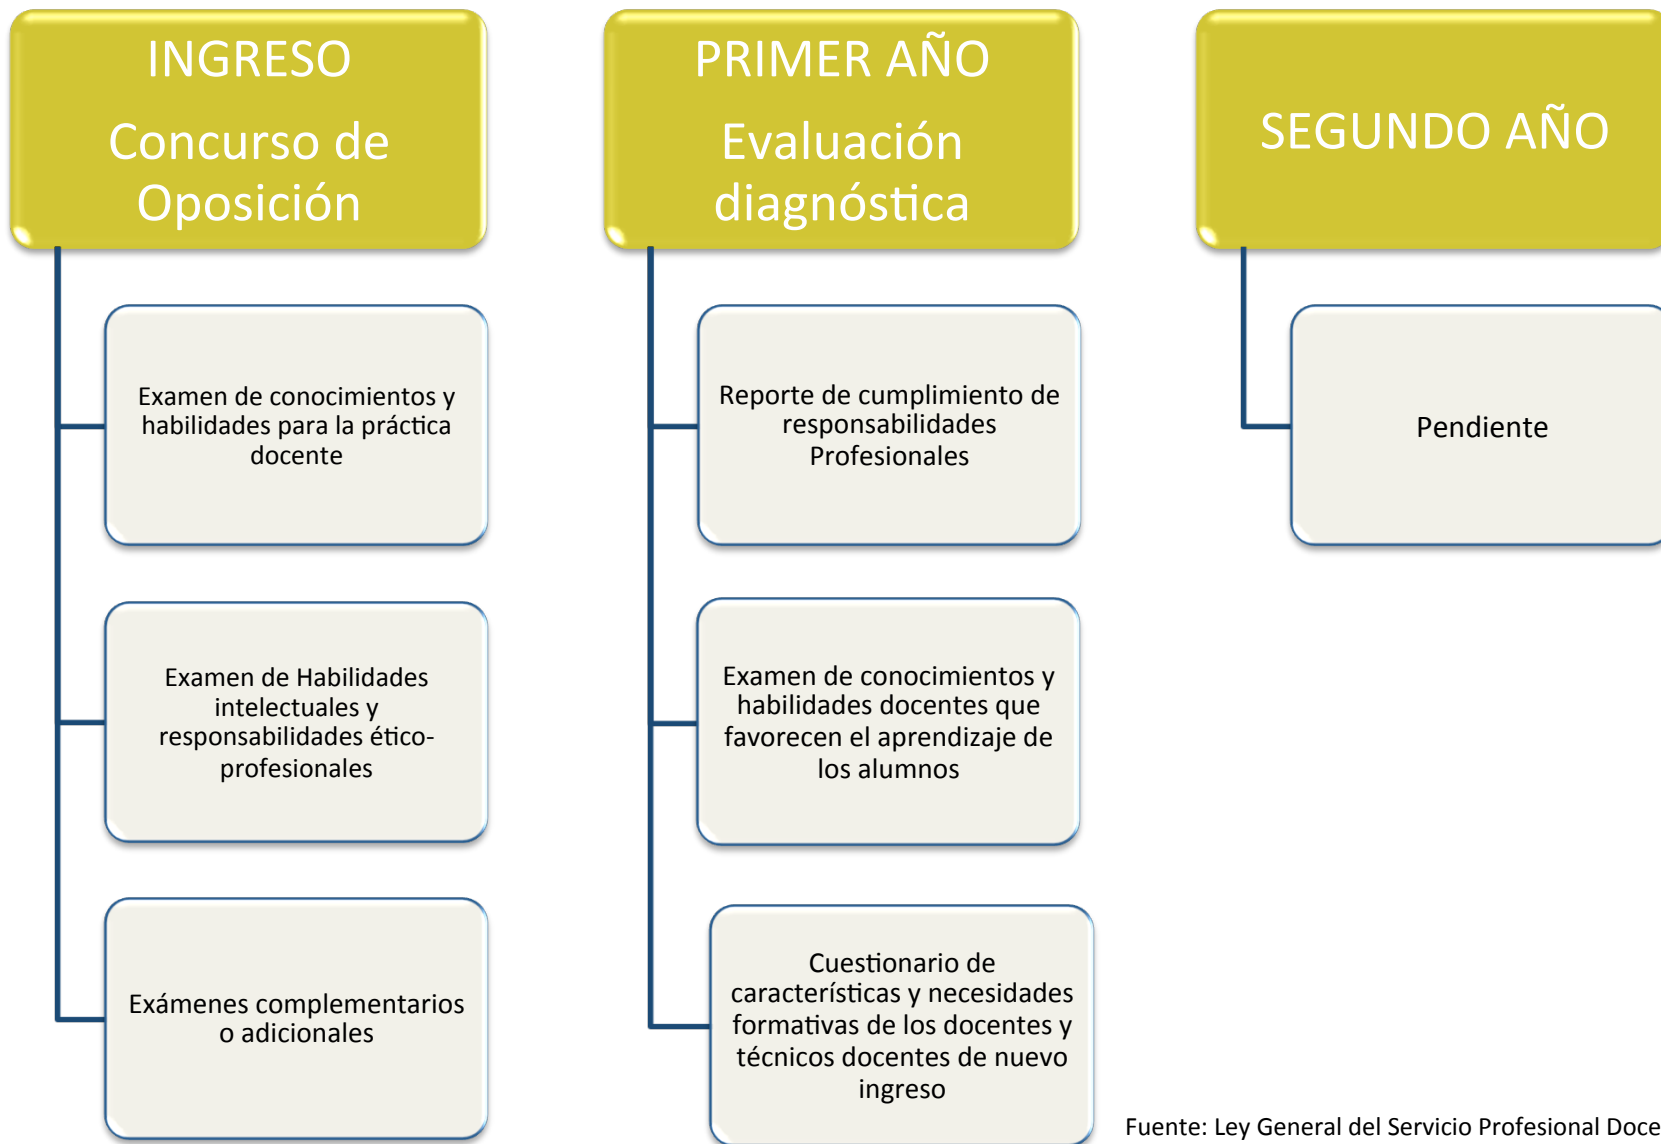 INGRESO
Concurso de
Oposición
Examen de conocimientos y
habilidades para la práctica
docente
Examen de Habilidades
intelectuales y
responsabilidades ético-
profesionales
Exámenes complementarios
o adicionales
PRIMER AÑO
Evaluación
diagnóstica
Reporte de cumplimiento de
responsabilidades
Profesionales
Examen de conocimientos y
habilidades docentes que
favorecen el aprendizaje de
los alumnos
Cuestionario de
características y necesidades
formativas de los docentes y
técnicos docentes de nuevo
ingreso
SEGUNDO AÑO
Pendiente
Fuente: Ley General del Servicio Profesional Doce